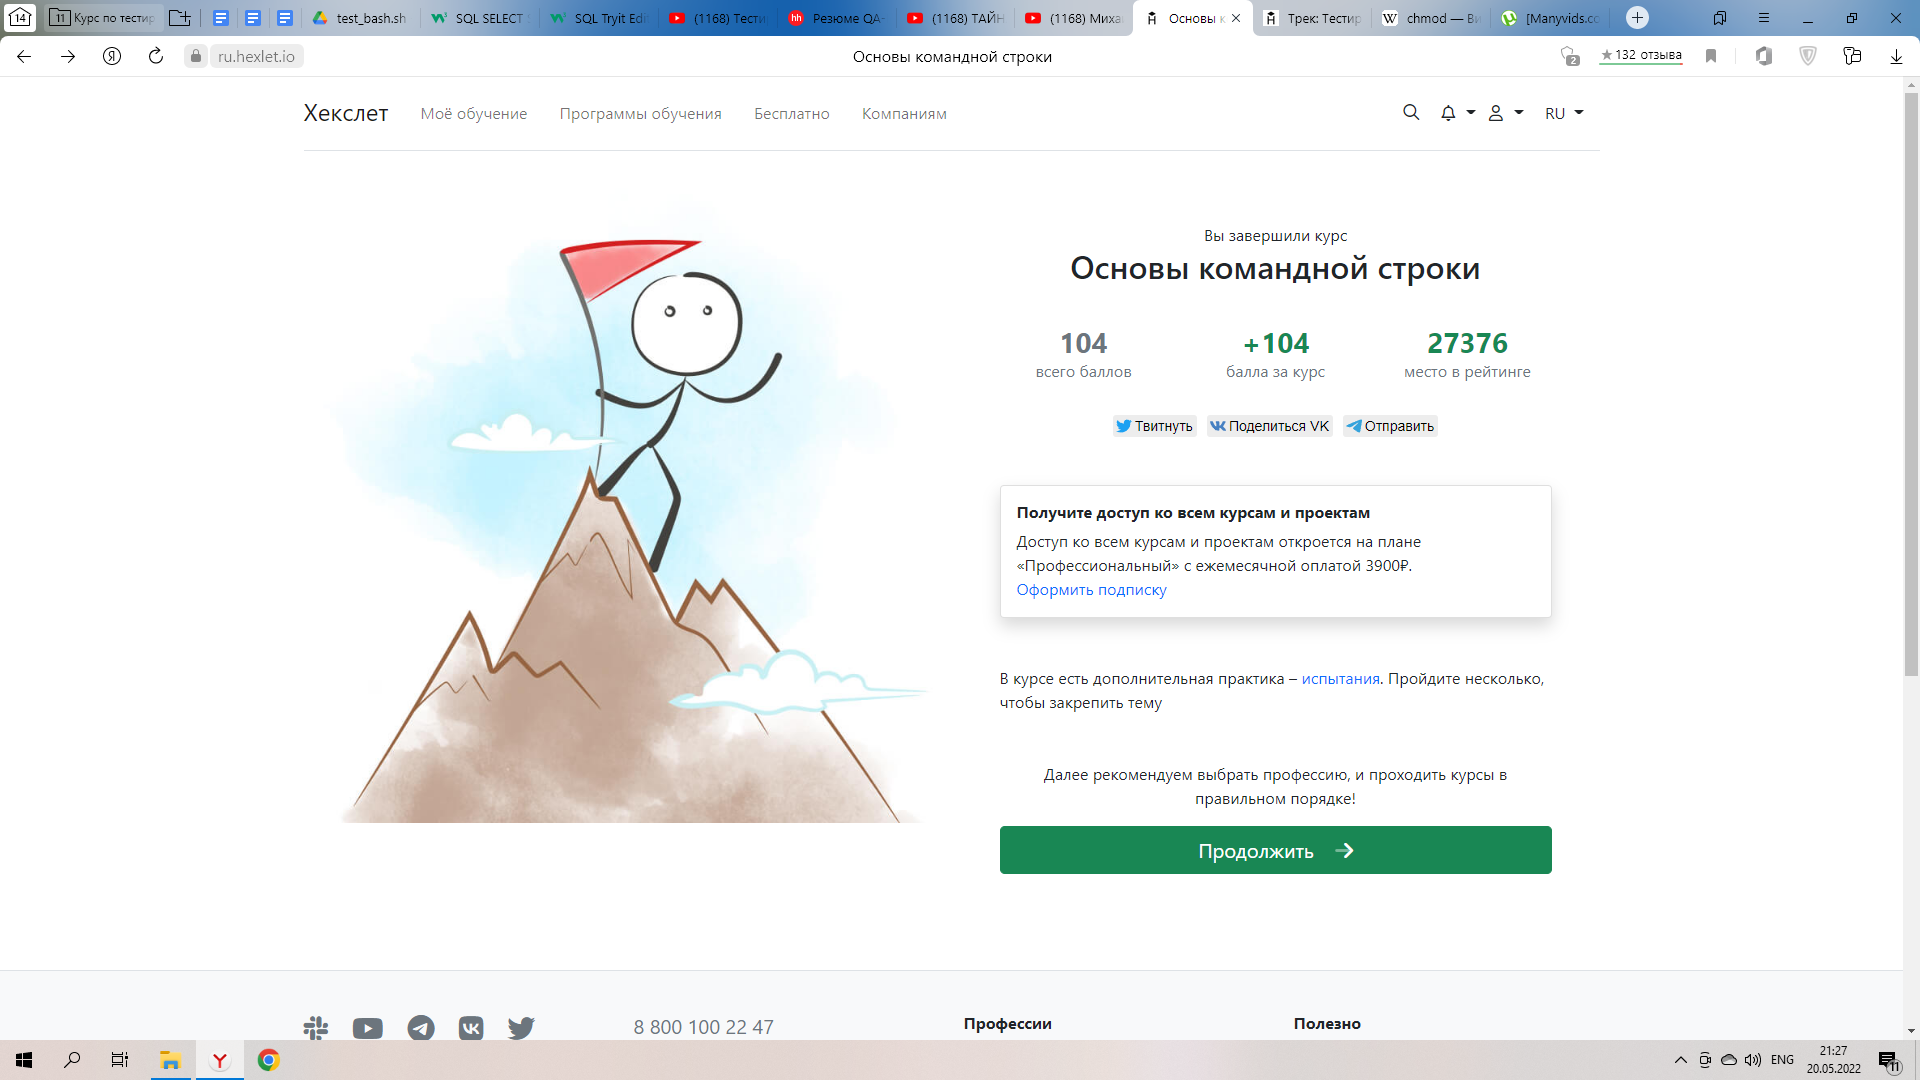 14
11 Курс по тестир
test_bash.sh
SQL SELECT
SQL Tryit Edi
(1168) Тести
hh Резюме QA-
(1168) ТАЙН
(1168) Миха
Основы к
Трек: Тестир
W chmod — Ви
[Manyvids.co
Я
ru.hexlet.io
Основы командной строки
2
132 отзыва
Хекслет
Моё обучение
Программы обучения
Бесплатно
Компаниям
RU
Вы завершили курс
Основы командной строки
104
+104
27376
всего баллов
балла за курс
место в рейтинге
Твитнуть
Поделиться VK
Отправить
Получите доступ ко всем курсам и проектам
Доступ ко всем курсам и проектам откроется на плане
«Профессиональный» с ежемесячной оплатой 3900₽.
Оформить подписку
В курсе есть дополнительная практика – испытания. Пройдите несколько,
чтобы закрепить тему
Далее рекомендуем выбрать профессию, и проходить курсы в
правильном порядке!
Продолжить
8 800 100 22 47
Профессии
Полезно
ENG
21:27
20.05.2022
11